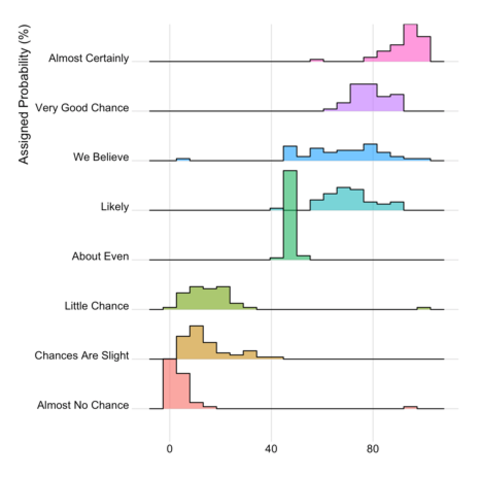 Assigned Probability (%)
Almost Certainly
Very Good Chance
We Believe
Likely
About Even
Little Chance
Chances Are Slight
Almost No Chance
0 40 80